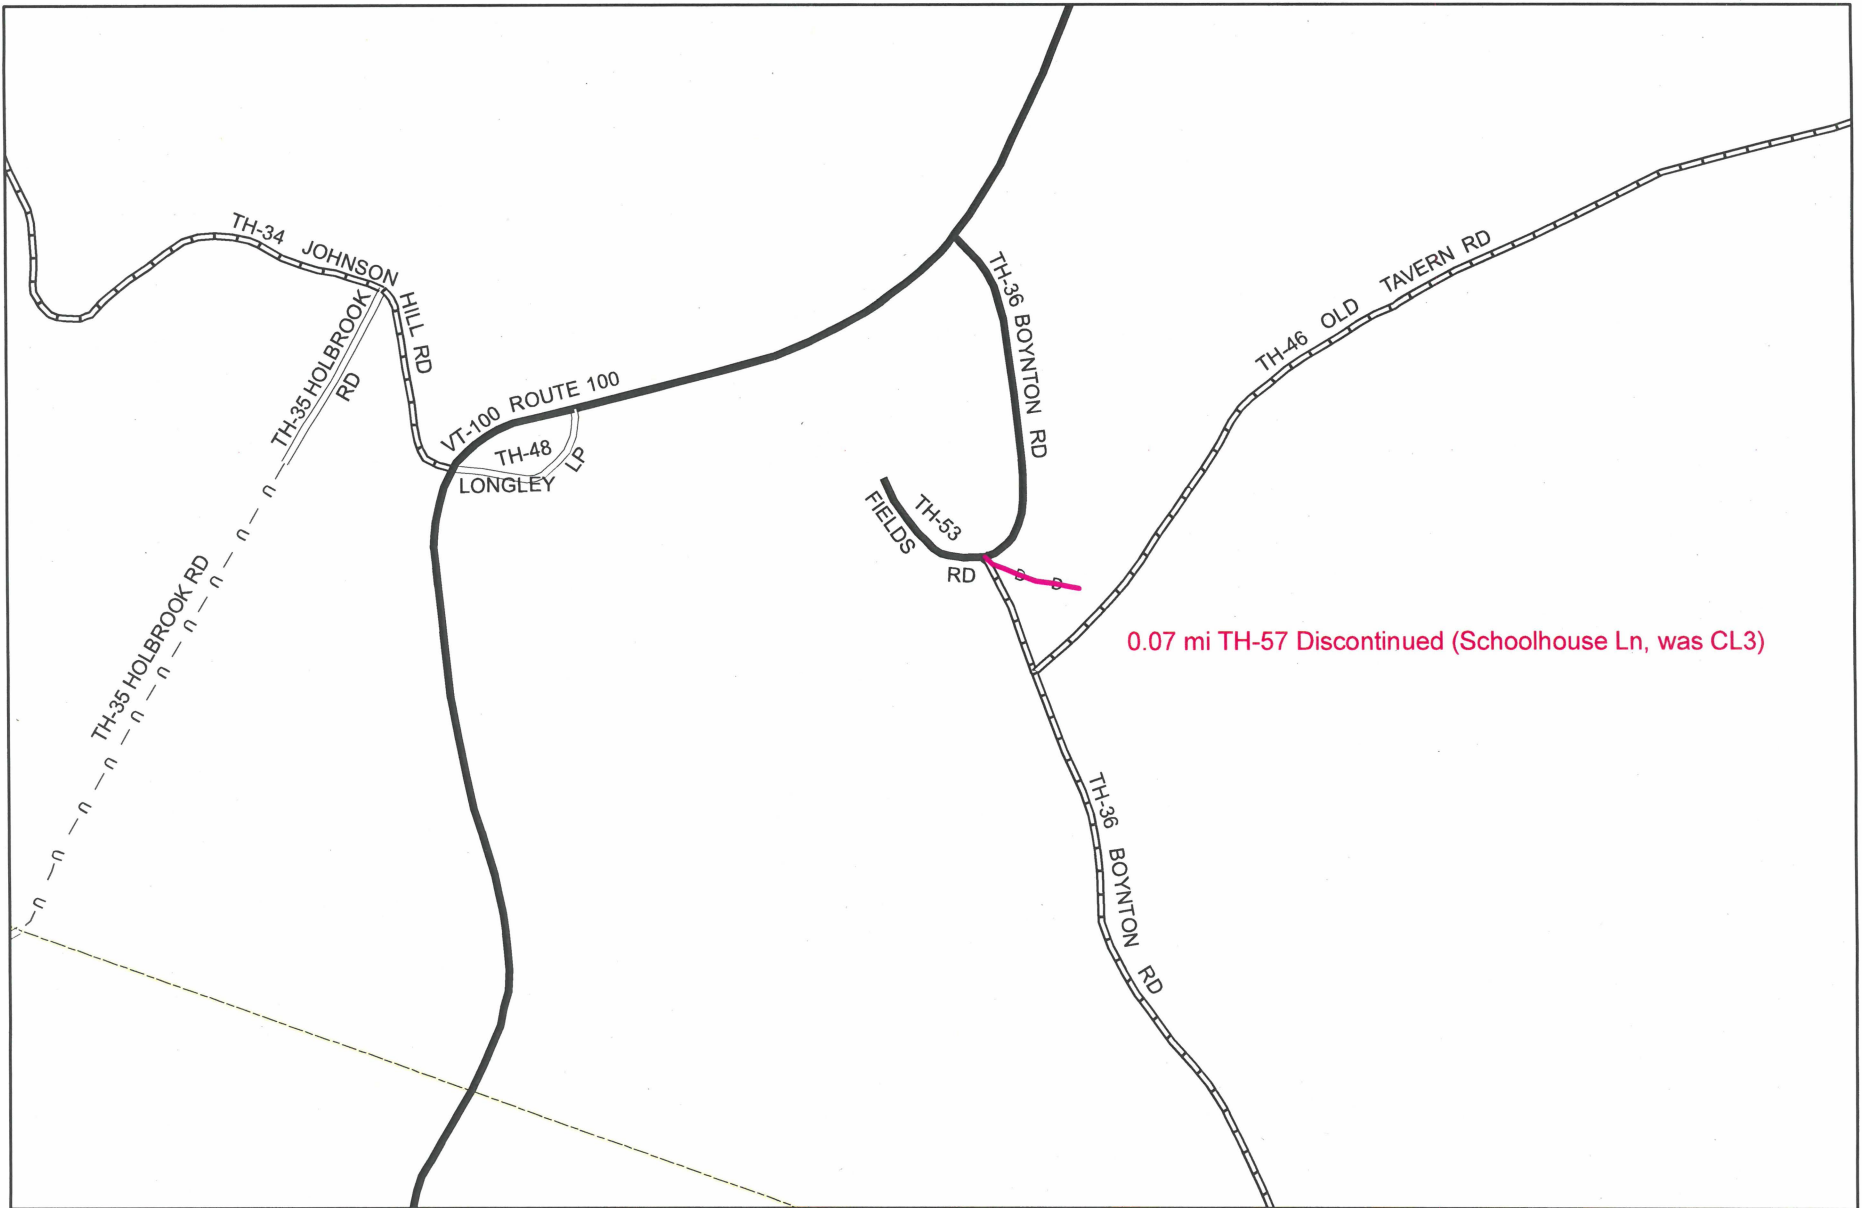 TH-34 JOHNSON HILL RD
TH-35 HOLBROOK RD
VT-100 ROUTE 100
TH-48
LONGLEY LP
TH-36 BOYNTON RD
TH-46 OLD TAVERN RD
TH-53
FIELDS RD
D D
0.07 mi TH-57 Discontinued (Schoolhouse Ln, was CL3)
TH-35 HOLBROOK RD
TH-36 BOYNTON RD